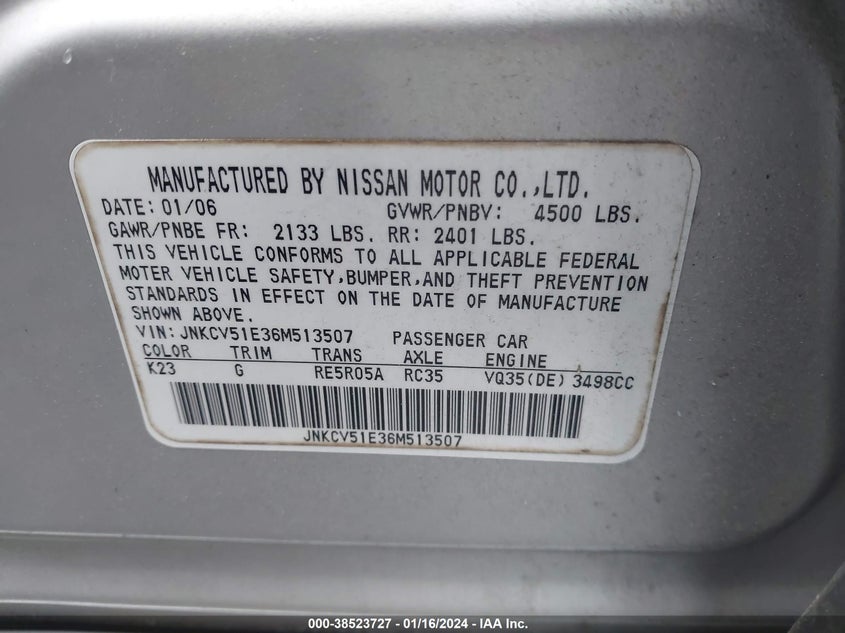 MANUFACTURED BY NISSAN MOTOR CO.,LTD.
DATE: 01/06 GVWR/PNBV: 4500 LBS.
GAWR/PNBE FR: 2133 LBS. RR: 2401 LBS.
THIS VEHICLE CONFORMS TO ALL APPLICABLE FEDERAL
MOTER VEHICLE SAFETY,BUMPER,AND THEFT PREVENTION
STANDARDS IN EFFECT ON THE DATE OF MANUFACTURE
SHOWN ABOVE.
VIN: JNKCV51E36M513507 PASSENGER CAR
COLOR TRIM TRANS AXLE ENGINE
K23 G RE5R05A RC35 VQ35(DE) 3498CC
JNKCV51E36M513507
000-38523727 - 01/16/2024 - IAA Inc.